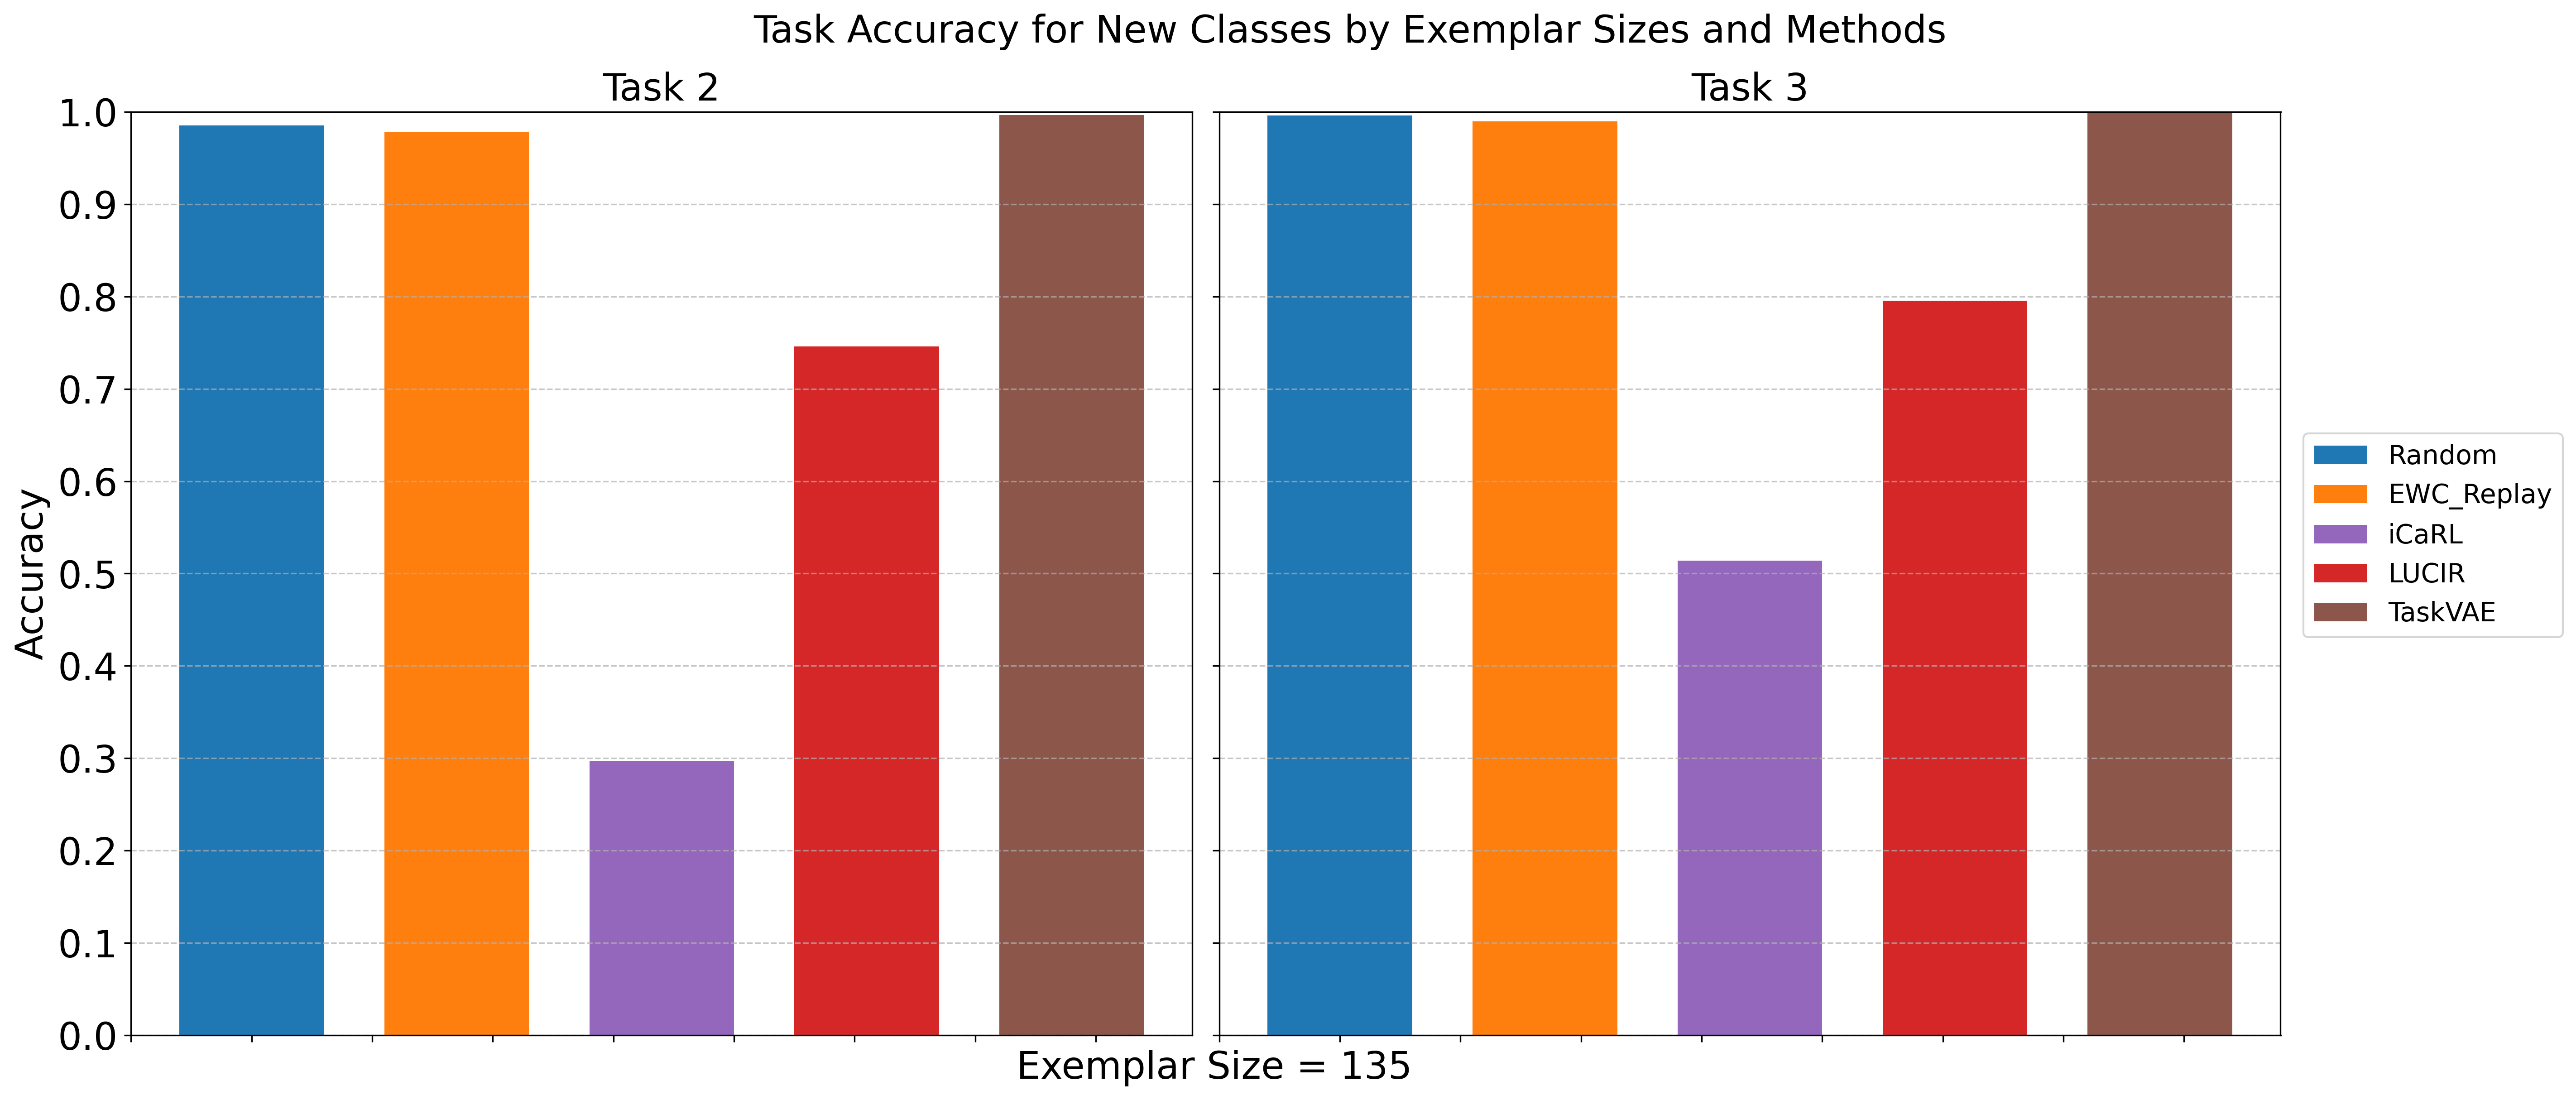 Task Accuracy for New Classes by Exemplar Sizes and Methods
Task 2
Task 3
1.0
0.9
0.8
0.7
0.6
0.5
0.4
0.3
0.2
0.1
0.0
Accuracy
Exemplar Size = 135
Random
EWC_Replay
iCaRL
LUCIR
TaskVAE